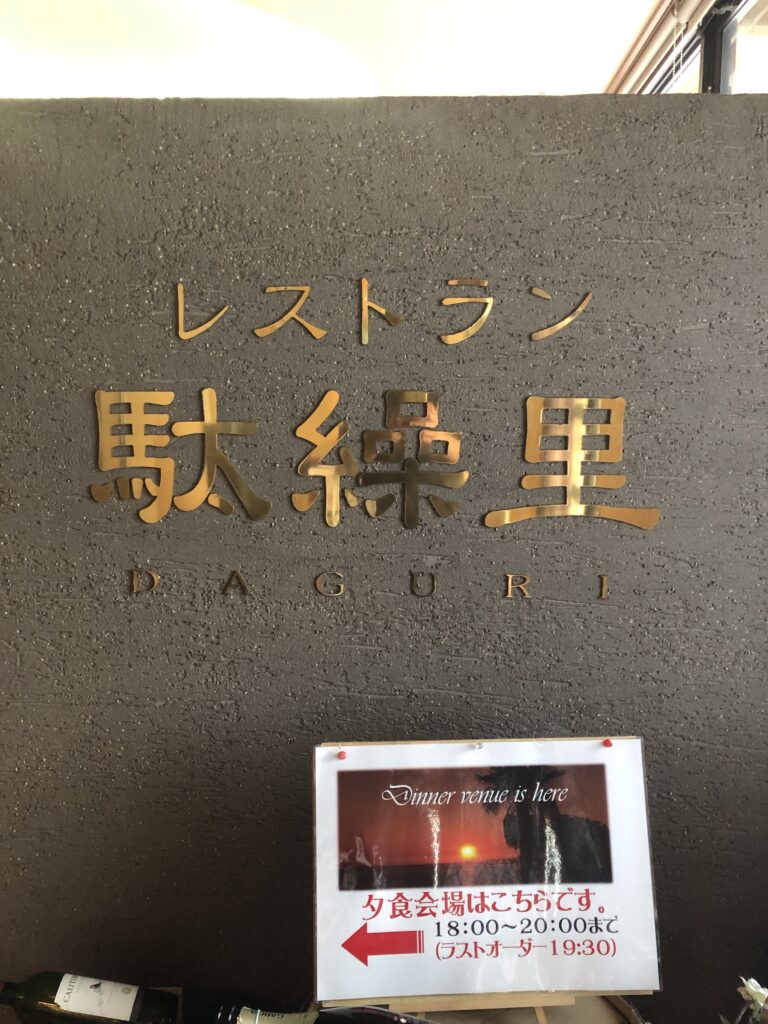 レストラン
駄繰里
DAGURI
Dinner venue is here
夕食会場はこちらです。
18:00～20:00まで
(ラストオーダー19:30)